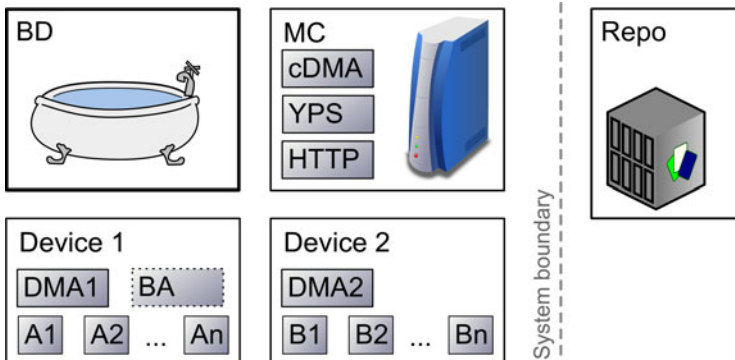 BD
MC
cDMA
YPS
HTTP
Repo
System boundary
Device 1
DMA1 BA
A1 A2 ... An
Device 2
DMA2
B1 B2 ... Bn